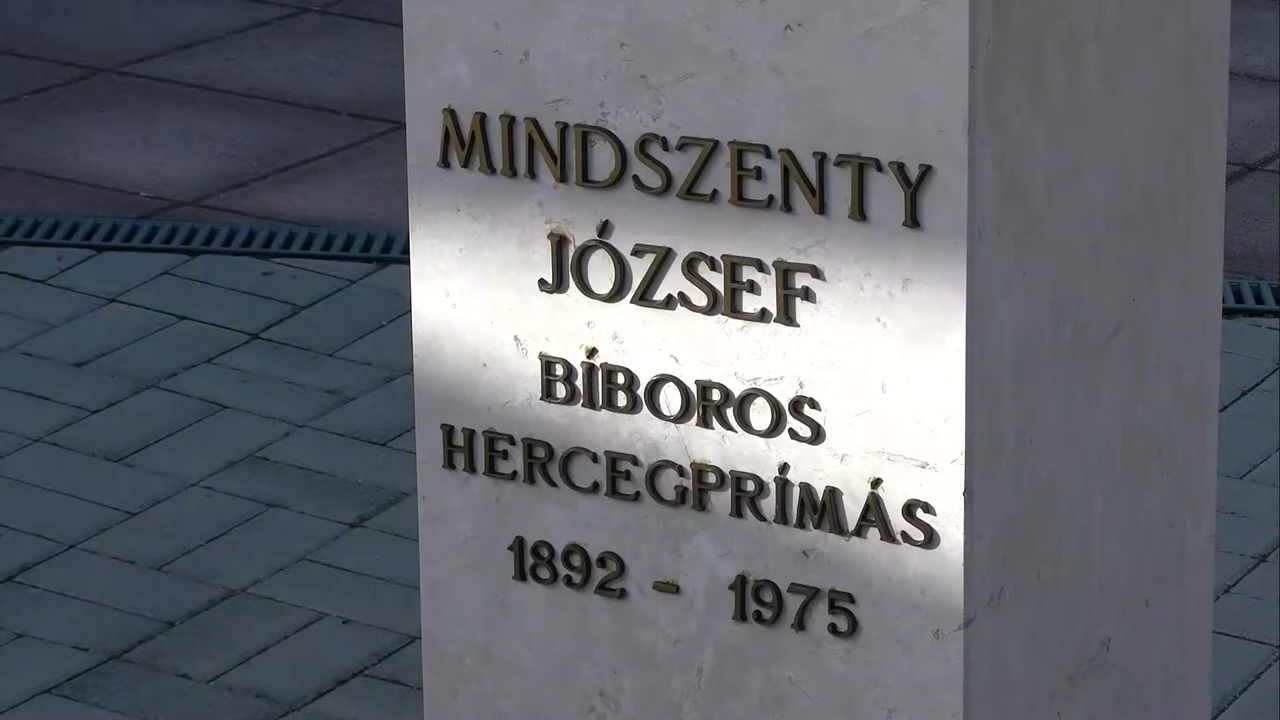 MINDSZENTY
JÓZSEF
BÍBOROS
HERCEGPRÍMÁS
1892 - 1975